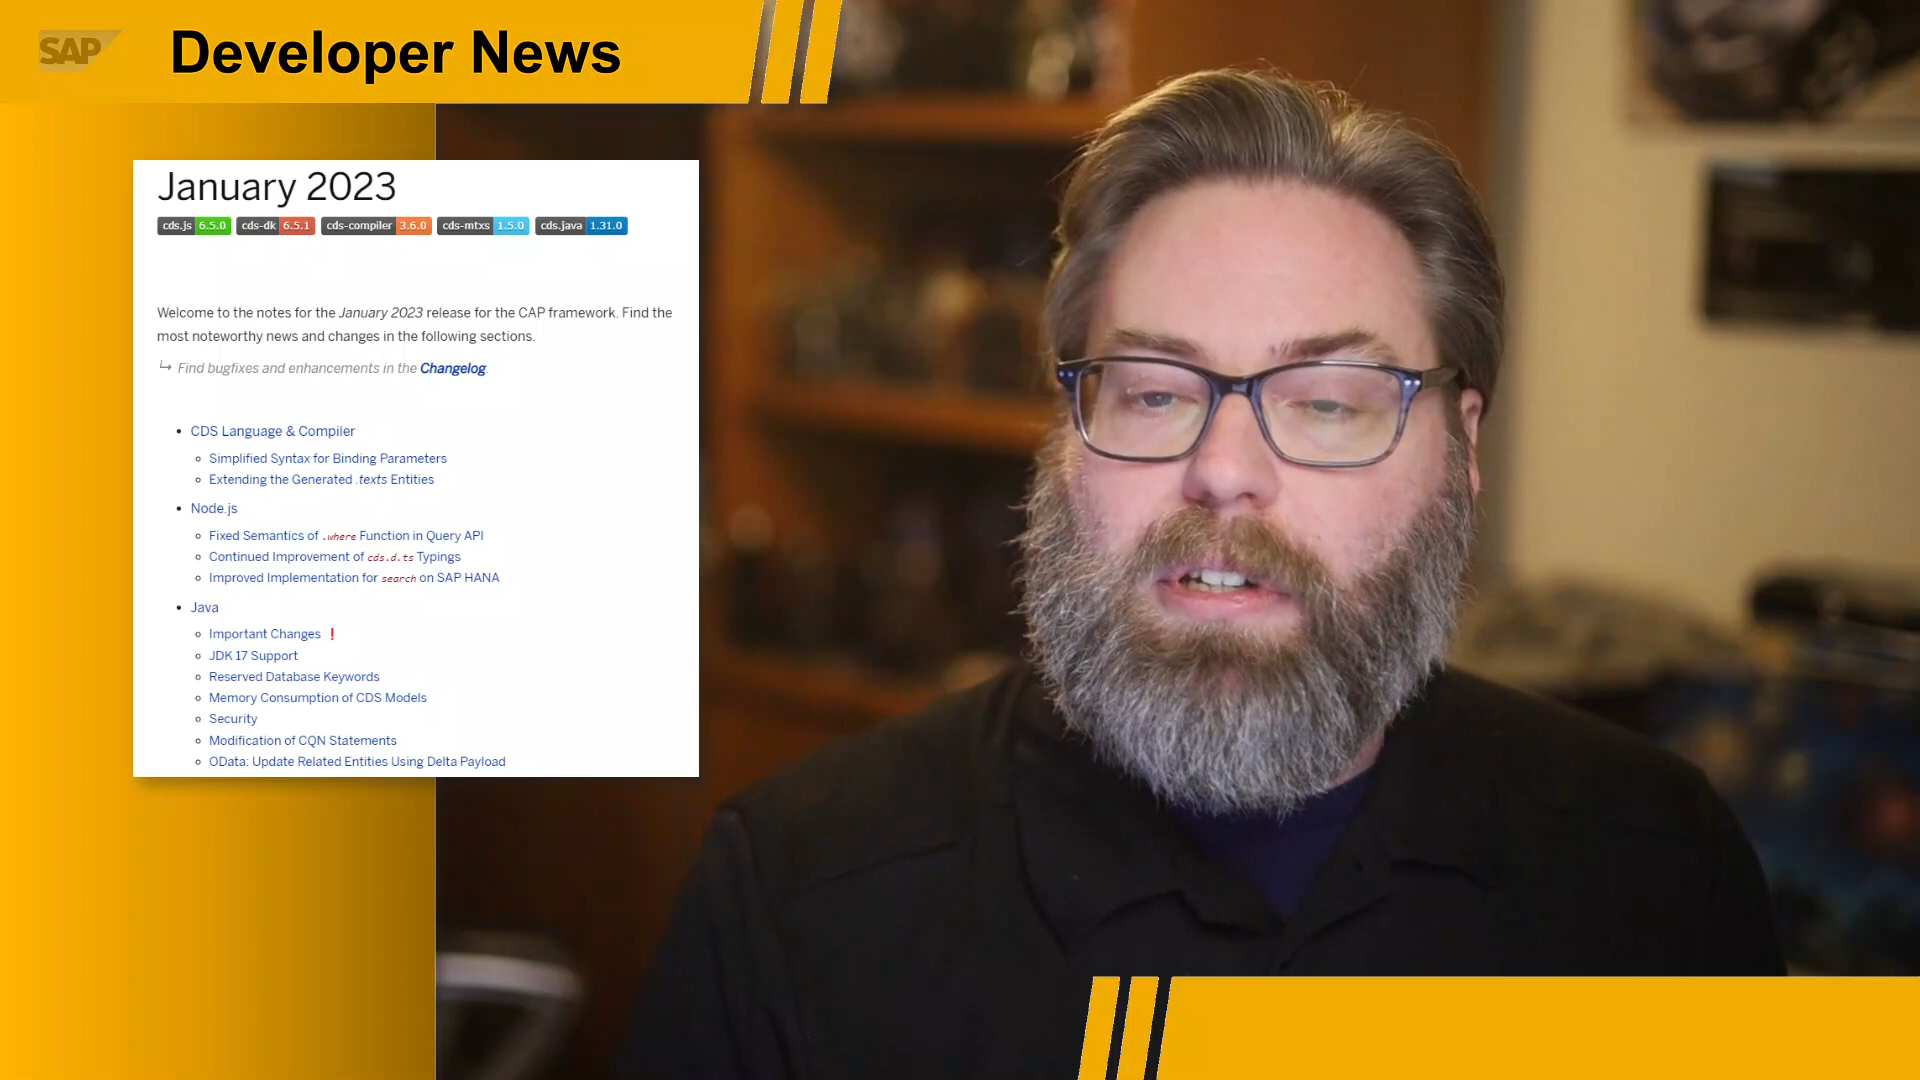 SAP
Developer News
January 2023
cds.js 6.5.0 cds-dk 6.5.1 cds-compiler 3.6.0 cds-mtxs 1.5.0 cds.java 1.31.0
Welcome to the notes for the January 2023 release for the CAP framework. Find the
most noteworthy news and changes in the following sections.
↳ Find bugfixes and enhancements in the Changelog.
• CDS Language & Compiler
◦ Simplified Syntax for Binding Parameters
◦ Extending the Generated .texts Entities
• Node.js
◦ Fixed Semantics of .where Function in Query API
◦ Continued Improvement of cds.d.ts Typings
◦ Improved Implementation for search on SAP HANA
• Java
◦ Important Changes ❗
◦ JDK 17 Support
◦ Reserved Database Keywords
◦ Memory Consumption of CDS Models
◦ Security
◦ Modification of CQN Statements
◦ OData: Update Related Entities Using Delta Payload